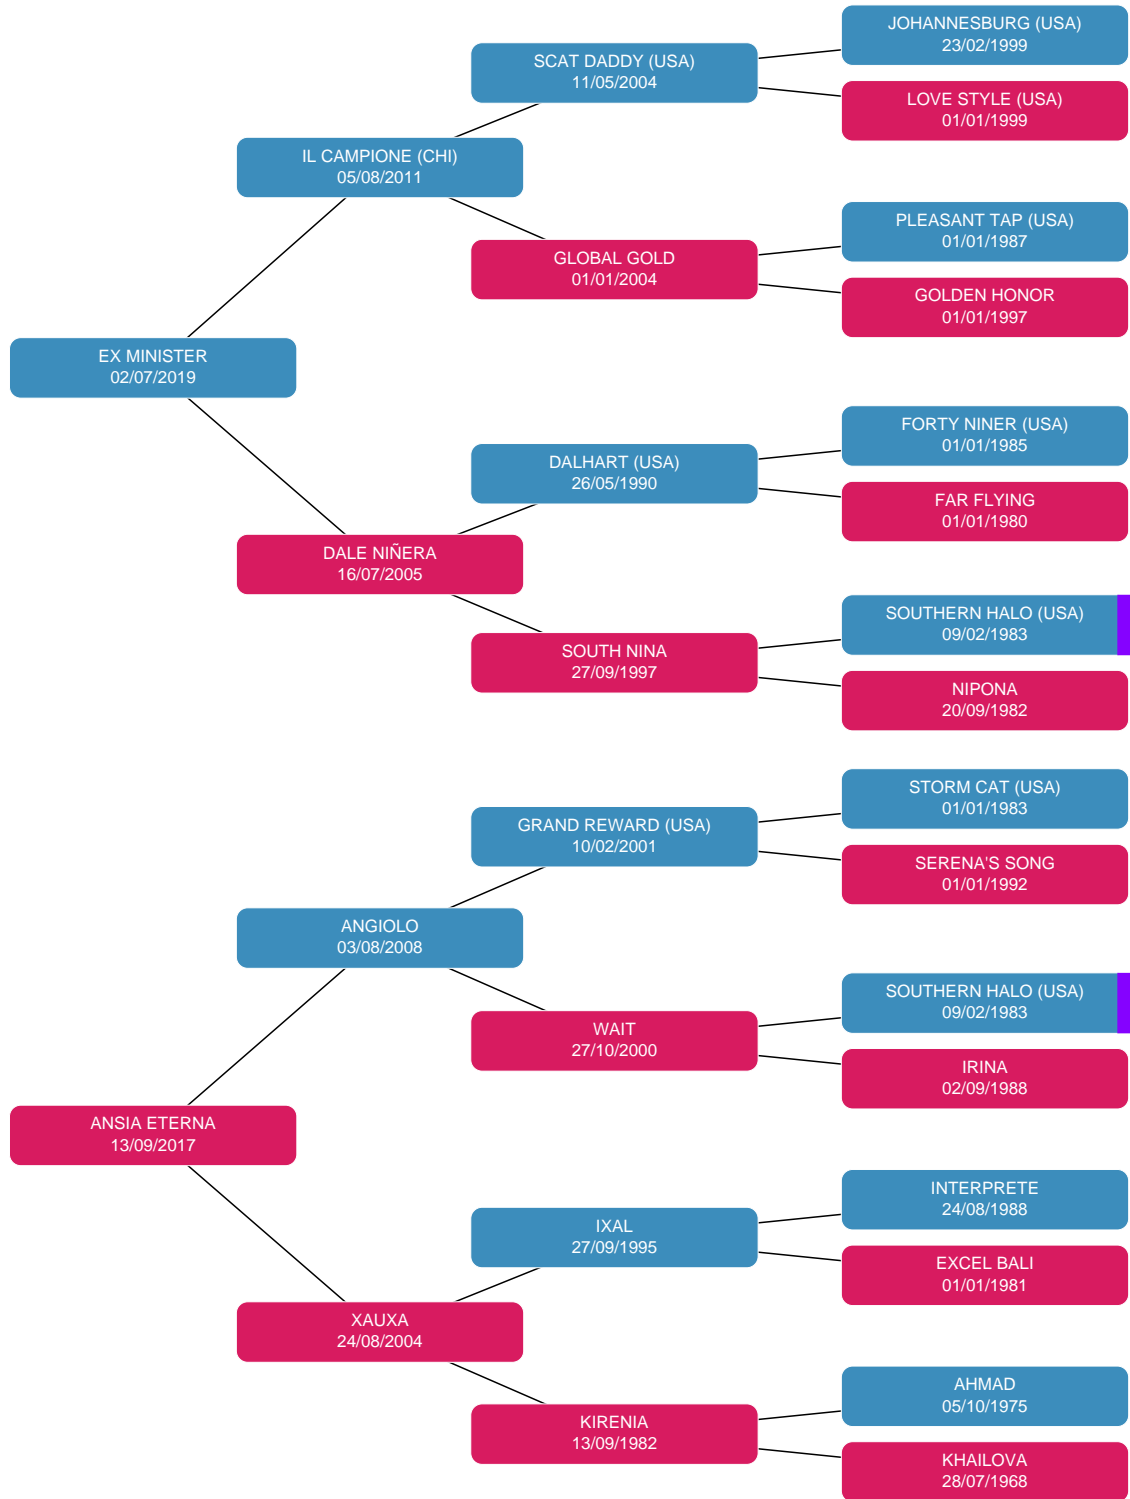 JOHANNESBURG (USA)
23/02/1999
SCAT DADDY (USA)
11/05/2004
LOVE STYLE (USA)
01/01/1999
IL CAMPIONE (CHI)
05/08/2011
PLEASANT TAP (USA)
01/01/1987
GLOBAL GOLD
01/01/2004
GOLDEN HONOR
01/01/1997
EX MINISTER
02/07/2019
FORTY NINER (USA)
01/01/1985
DALHART (USA)
26/05/1990
FAR FLYING
01/01/1980
DALE NIÑERA
16/07/2005
SOUTHERN HALO (USA)
09/02/1983
SOUTH NINA
27/09/1997
NIPONA
20/09/1982
STORM CAT (USA)
01/01/1983
GRAND REWARD (USA)
10/02/2001
SERENA'S SONG
01/01/1992
ANGIOLO
03/08/2008
SOUTHERN HALO (USA)
09/02/1983
WAIT
27/10/2000
IRINA
02/09/1988
ANSIA ETERNA
13/09/2017
INTERPRETE
24/08/1988
IXAL
27/09/1995
EXCEL BALI
01/01/1981
XAUXA
24/08/2004
AHMAD
05/10/1975
KIRENIA
13/09/1982
KHAILOVA
28/07/1968